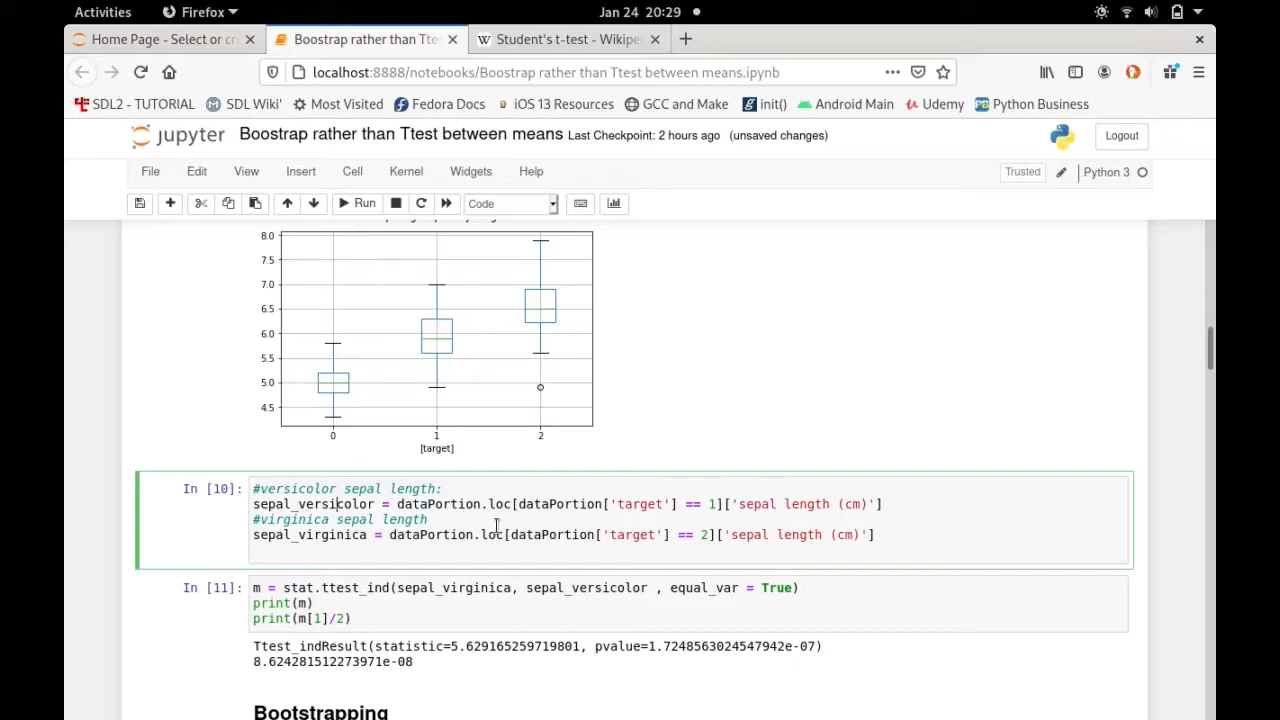 Activities Firefox Jan 24 20:29
Home Page - Select or cr Boostrap rather than Ttes Student's t-test - Wikipe
localhost:8888/notebooks/Boostrap rather than Ttest between means.ipynb
SDL2 - TUTORIAL SDL Wiki' Most Visited Fedora Docs iOS 13 Resources GCC and Make init() Android Main Udemy Python Business
jupyter Boostrap rather than Ttest between means Last Checkpoint: 2 hours ago (unsaved changes) Logout
File Edit View Insert Cell Kernel Widgets Help Trusted Python 3
Run Code
8.0
7.5
7.0
6.5
6.0
5.5
5.0
4.5
0 1 2
[target]
In [10]: #versicolor sepal length:
sepal_versicolor = dataPortion.loc[dataPortion['target'] == 1]['sepal length (cm)']
#virginica sepal length
sepal_virginica = dataPortion.loc[dataPortion['target'] == 2]['sepal length (cm)']
In [11]: m = stat.ttest_ind(sepal_virginica, sepal_versicolor , equal_var = True)
print(m)
print(m[1]/2)
Ttest_indResult(statistic=5.629165259719801, pvalue=1.7248563024547942e-07)
8.624281512273971e-08
Bootstrapping